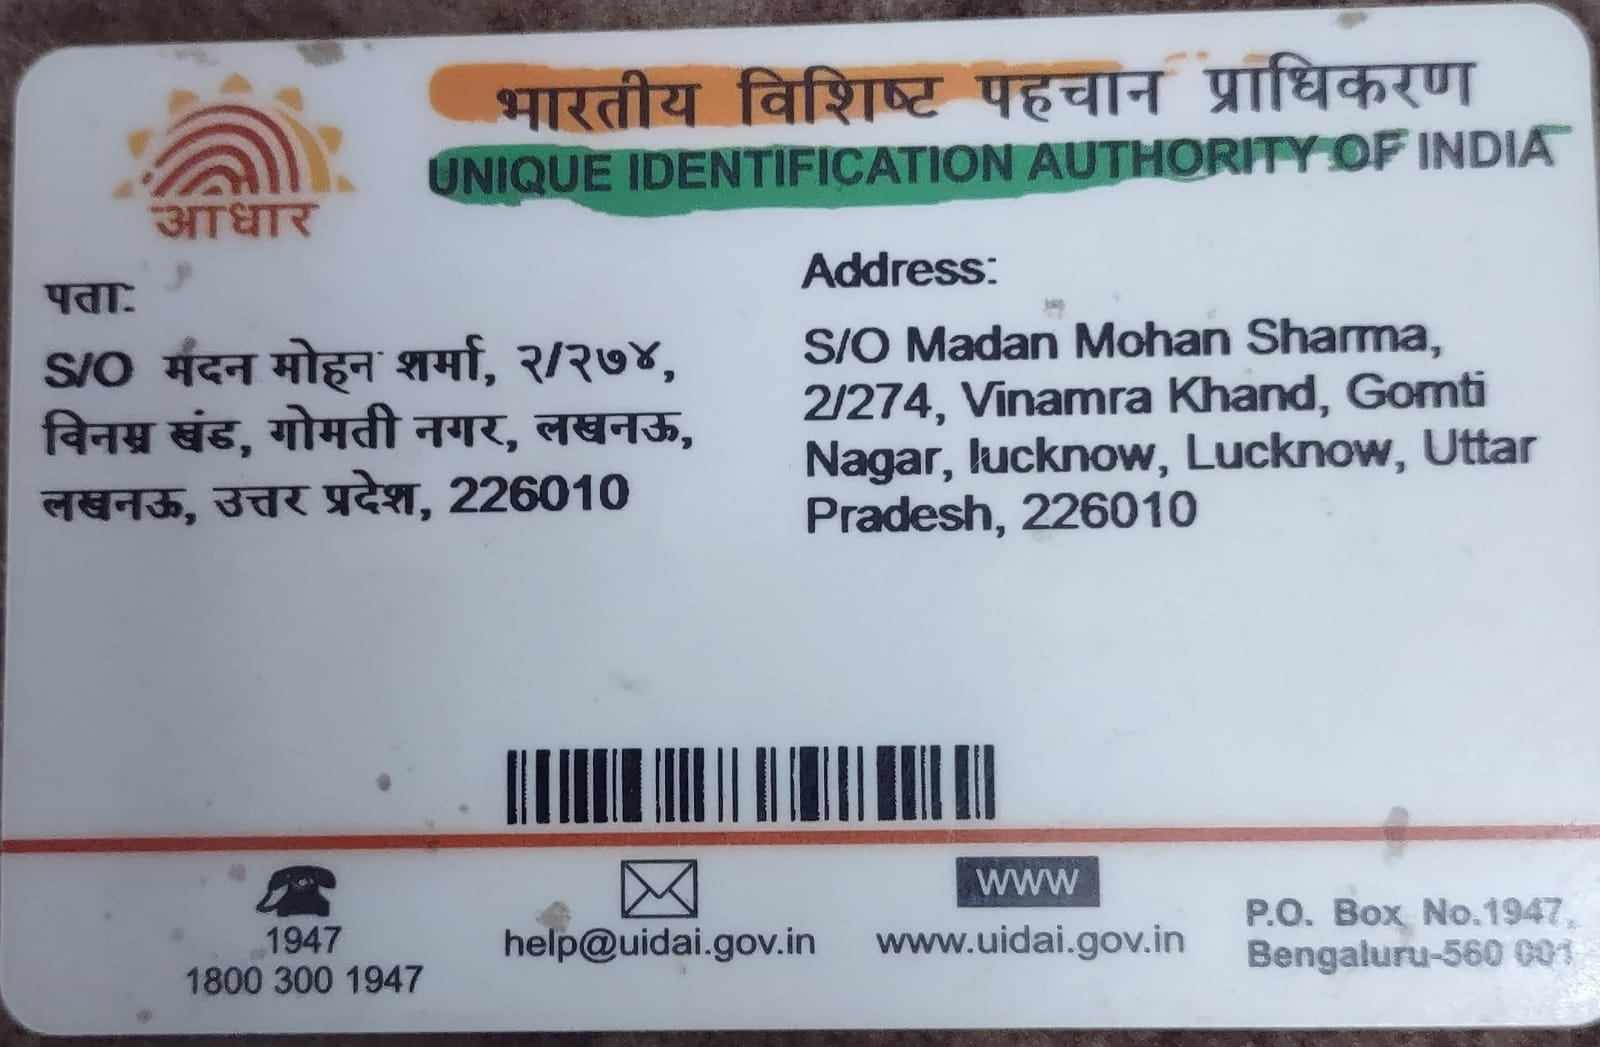 भारतीय विशिष्ट पहचान प्राधिकरण
UNIQUE IDENTIFICATION AUTHORITY OF INDIA
आधार
पता:
S/O मदन मोहन शर्मा, २/२७४,
विनम्र खंड, गोमती नगर, लखनऊ,
लखनऊ, उत्तर प्रदेश, 226010
Address:
S/O Madan Mohan Sharma,
2/274, Vinamra Khand, Gomti
Nagar, lucknow, Lucknow, Uttar
Pradesh, 226010
1947
1800 300 1947
help@uidai.gov.in
WWW
www.uidai.gov.in
P.O. Box No.1947,
Bengaluru-560 001